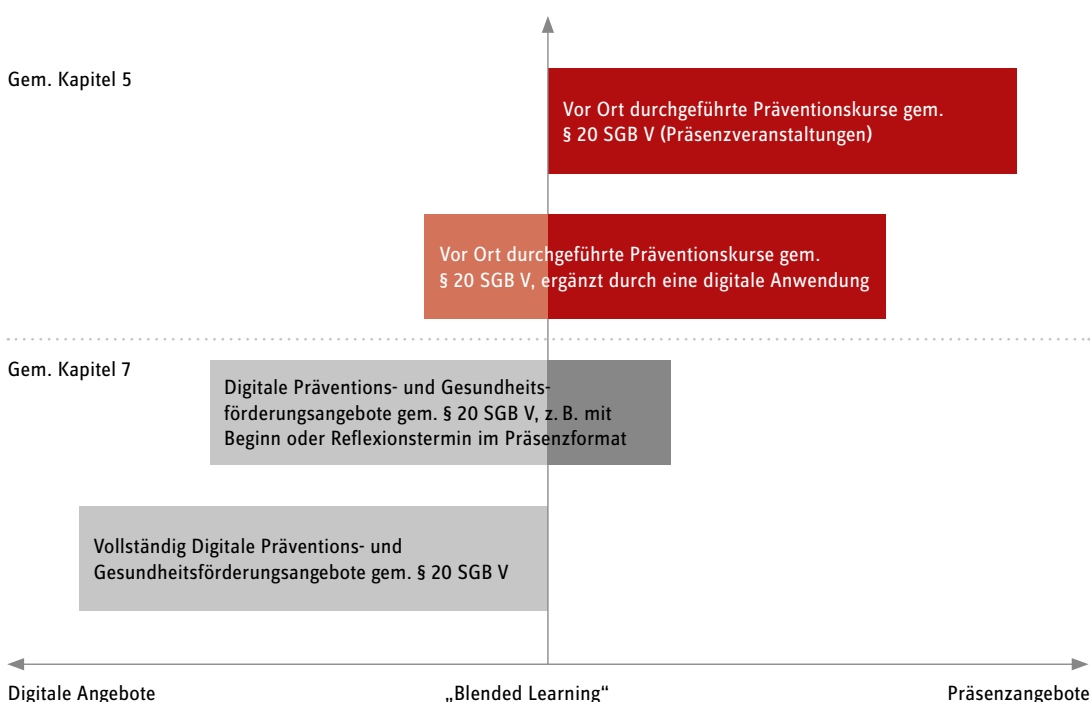 Gem. Kapitel 5
Vor Ort durchgeführte Präventionskurse gem.
§ 20 SGB V (Präsenzveranstaltungen)
Vor Ort durchgeführte Präventionskurse gem.
§ 20 SGB V, ergänzt durch eine digitale Anwendung
Gem. Kapitel 7
Digitale Präventions- und Gesundheits-
förderungsangebote gem. § 20 SGB V, z. B. mit
Beginn oder Reflexionstermin im Präsenzformat
Vollständig Digitale Präventions- und
Gesundheitsförderungsangebote gem. § 20 SGB V
Digitale Angebote
„Blended Learning“
Präsenzangebote